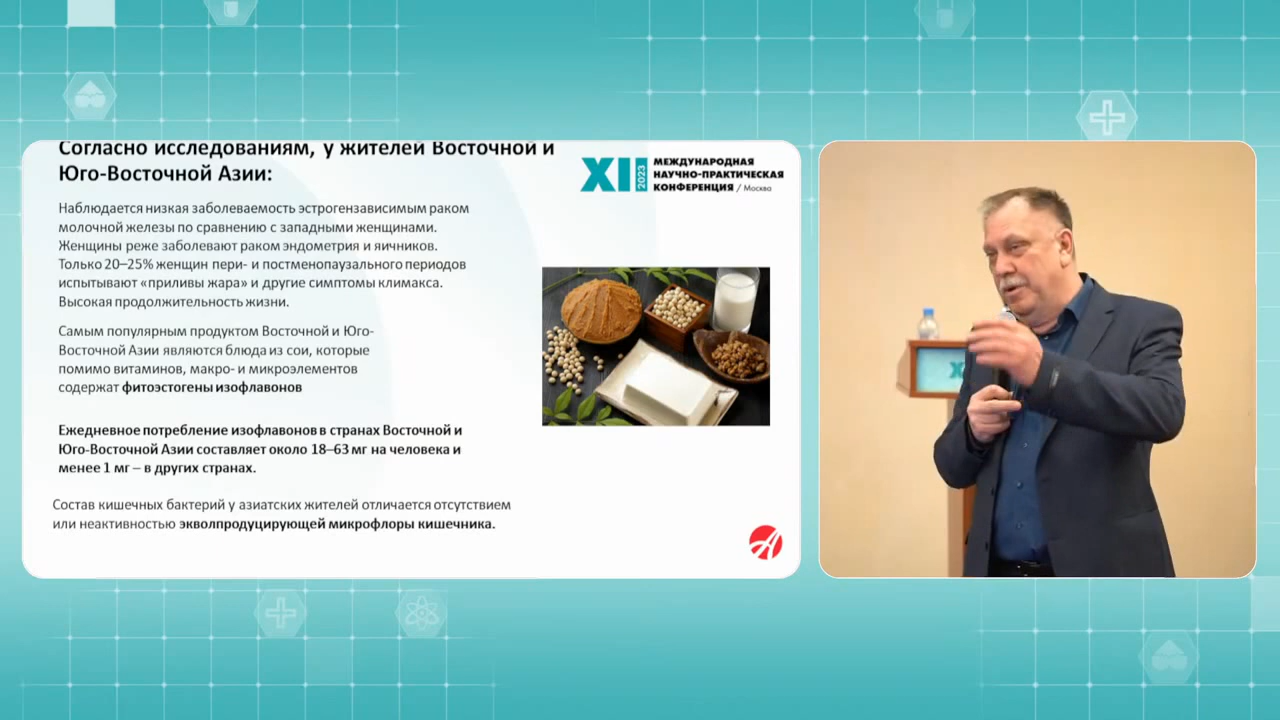 Согласно исследованиям, у жителей Восточной и
Юго-Восточной Азии:
XII
2023
МЕЖДУНАРОДНАЯ
НАУЧНО-ПРАКТИЧЕСКАЯ
КОНФЕРЕНЦИЯ / Москва
Наблюдается низкая заболеваемость эстрогензависимым раком
молочной железы по сравнению с западными женщинами.
Женщины реже заболевают раком эндометрия и яичников.
Только 20–25% женщин пери- и постменопаузального периодов
испытывают «приливы жара» и другие симптомы климакса.
Высокая продолжительность жизни.
Самым популярным продуктом Восточной и Юго-
Восточной Азии являются блюда из сои, которые
помимо витаминов, макро- и микроэлементов
содержат фитоэстогены изофлавонов
Ежедневное потребление изофлавонов в странах Восточной и
Юго-Восточной Азии составляет около 18–63 мг на человека и
менее 1 мг – в других странах.
Состав кишечных бактерий у азиатских жителей отличается отсутствием
или неактивностью эквoлпродуцирующей микрофлоры кишечника.